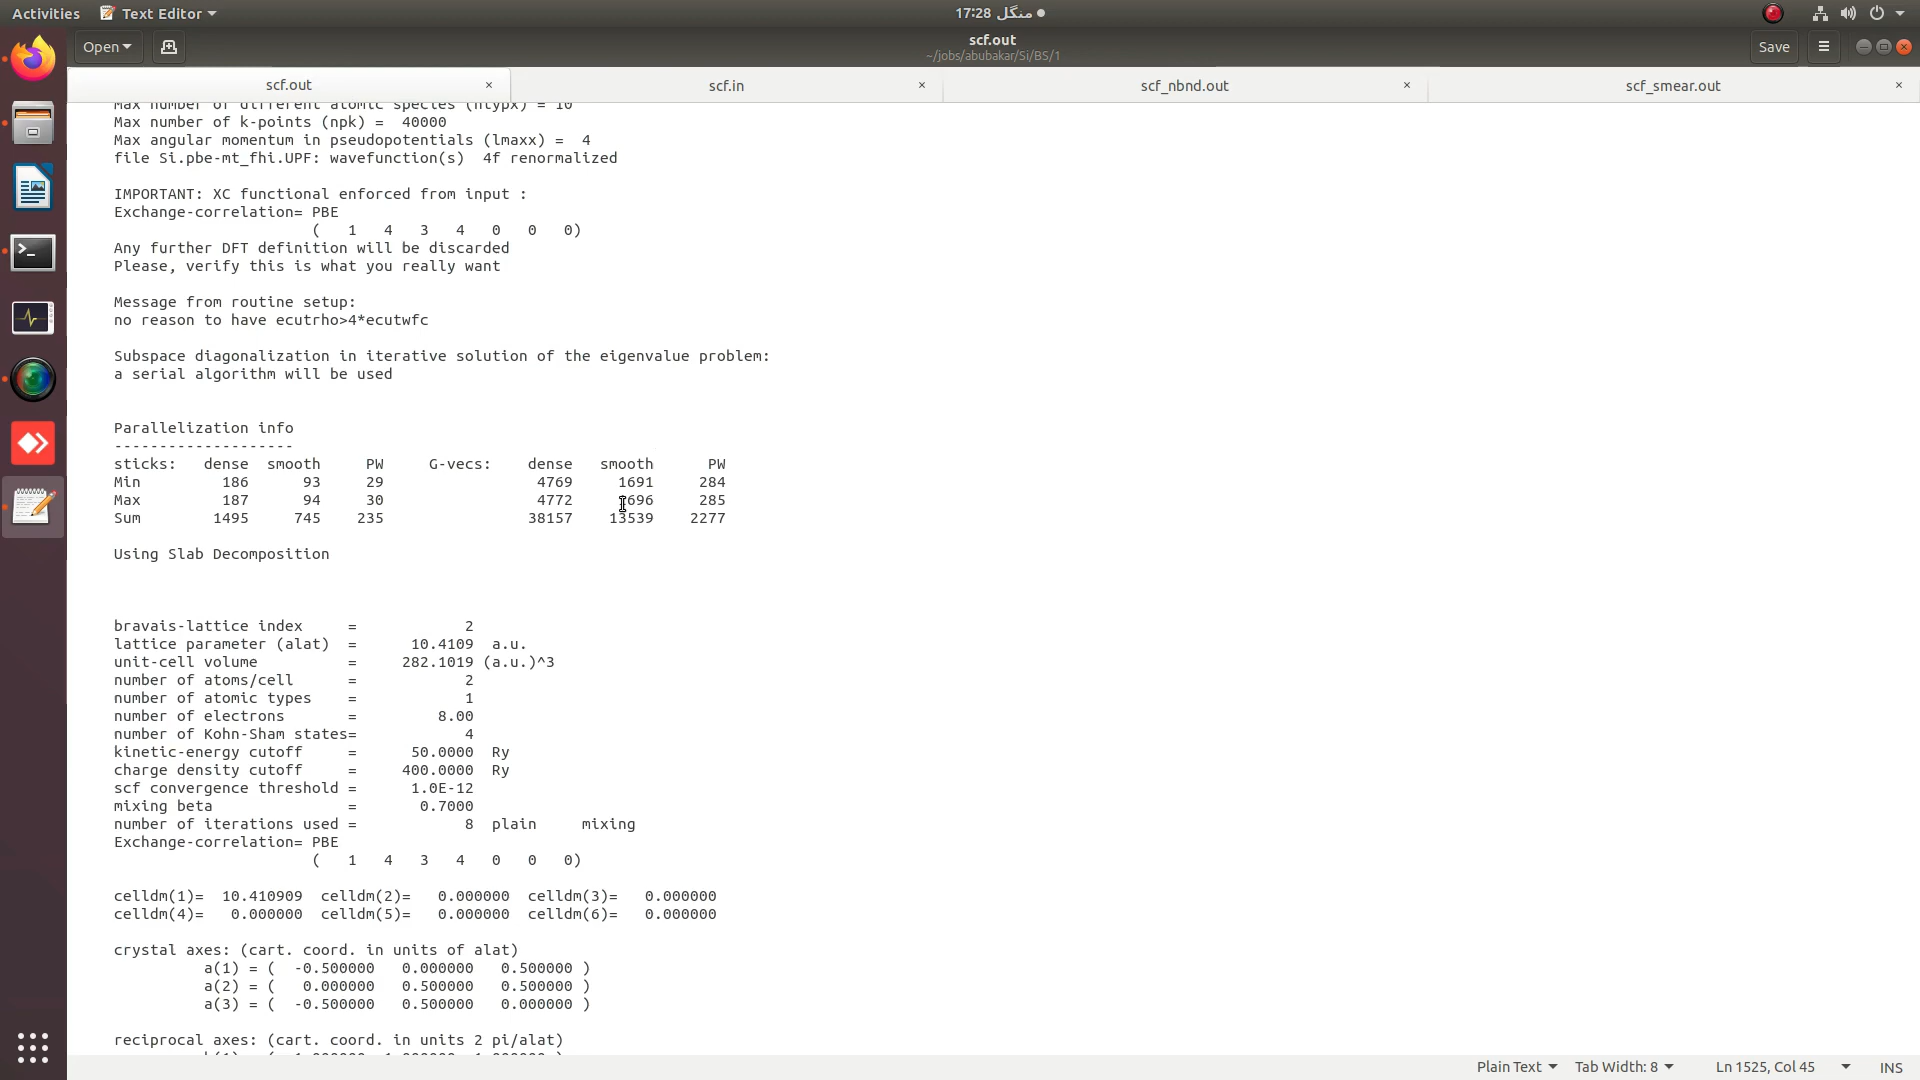 Activities Text Editor 17:28 منگل
Open scf.out Save
~/jobs/abubakar/Si/BS/1
scf.out × scf.in × scf_nbnd.out × scf_smear.out ×
Max number of different atomic species (ntypx) = 10
Max number of k-points (npk) =  40000
Max angular momentum in pseudopotentials (lmaxx) =  4
file Si.pbe-mt_fhi.UPF: wavefunction(s)  4f renormalized
IMPORTANT: XC functional enforced from input :
Exchange-correlation= PBE
(   1   4   3   4   0   0   0)
Any further DFT definition will be discarded
Please, verify this is what you really want
Message from routine setup:
no reason to have ecutrho>4*ecutwfc
Subspace diagonalization in iterative solution of the eigenvalue problem:
a serial algorithm will be used
Parallelization info
--------------------
sticks:   dense  smooth     PW     G-vecs:    dense   smooth      PW
Min         186      93     29                 4769     1691     284
Max         187      94     30                 4772     1696     285
Sum        1495     745    235                38157    13539    2277
Using Slab Decomposition
bravais-lattice index     =            2
lattice parameter (alat)  =      10.4109  a.u.
unit-cell volume          =     282.1019 (a.u.)^3
number of atoms/cell      =            2
number of atomic types    =            1
number of electrons       =         8.00
number of Kohn-Sham states=            4
kinetic-energy cutoff     =      50.0000  Ry
charge density cutoff     =     400.0000  Ry
scf convergence threshold =      1.0E-12
mixing beta               =       0.7000
number of iterations used =            8  plain     mixing
Exchange-correlation= PBE
(   1   4   3   4   0   0   0)
celldm(1)=  10.410909  celldm(2)=   0.000000  celldm(3)=   0.000000
celldm(4)=   0.000000  celldm(5)=   0.000000  celldm(6)=   0.000000
crystal axes: (cart. coord. in units of alat)
a(1) = (  -0.500000   0.000000   0.500000 )
a(2) = (   0.000000   0.500000   0.500000 )
a(3) = (  -0.500000   0.500000   0.000000 )
reciprocal axes: (cart. coord. in units 2 pi/alat)
Plain Text Tab Width: 8 Ln 1525, Col 45 INS